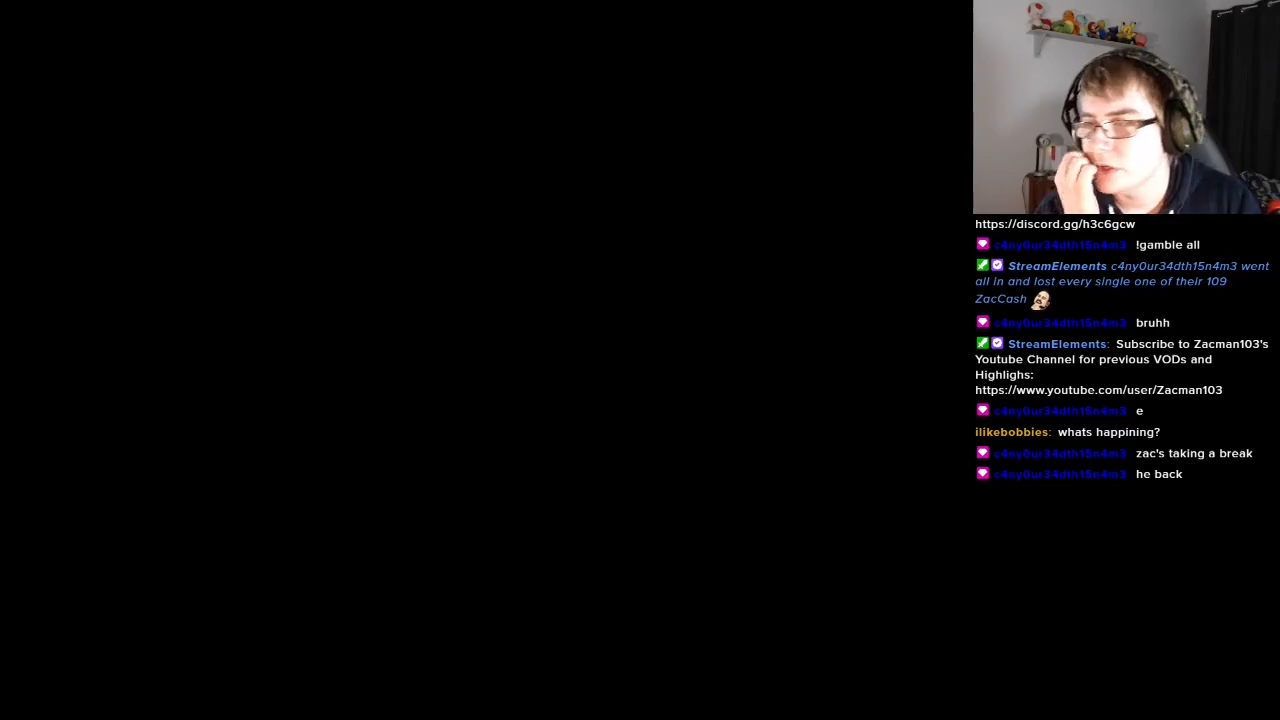 https://discord.gg/h3c6gcw
c4ny0ur34dth15n4m3 !gamble all
StreamElements c4ny0ur34dth15n4m3 went
all in and lost every single one of their 109
ZacCash
c4ny0ur34dth15n4m3 bruhh
StreamElements: Subscribe to Zacman103's
Youtube Channel for previous VODs and
Highlighs:
https://www.youtube.com/user/Zacman103
c4ny0ur34dth15n4m3 e
ilikebobbies: whats happining?
c4ny0ur34dth15n4m3 zac's taking a break
c4ny0ur34dth15n4m3 he back